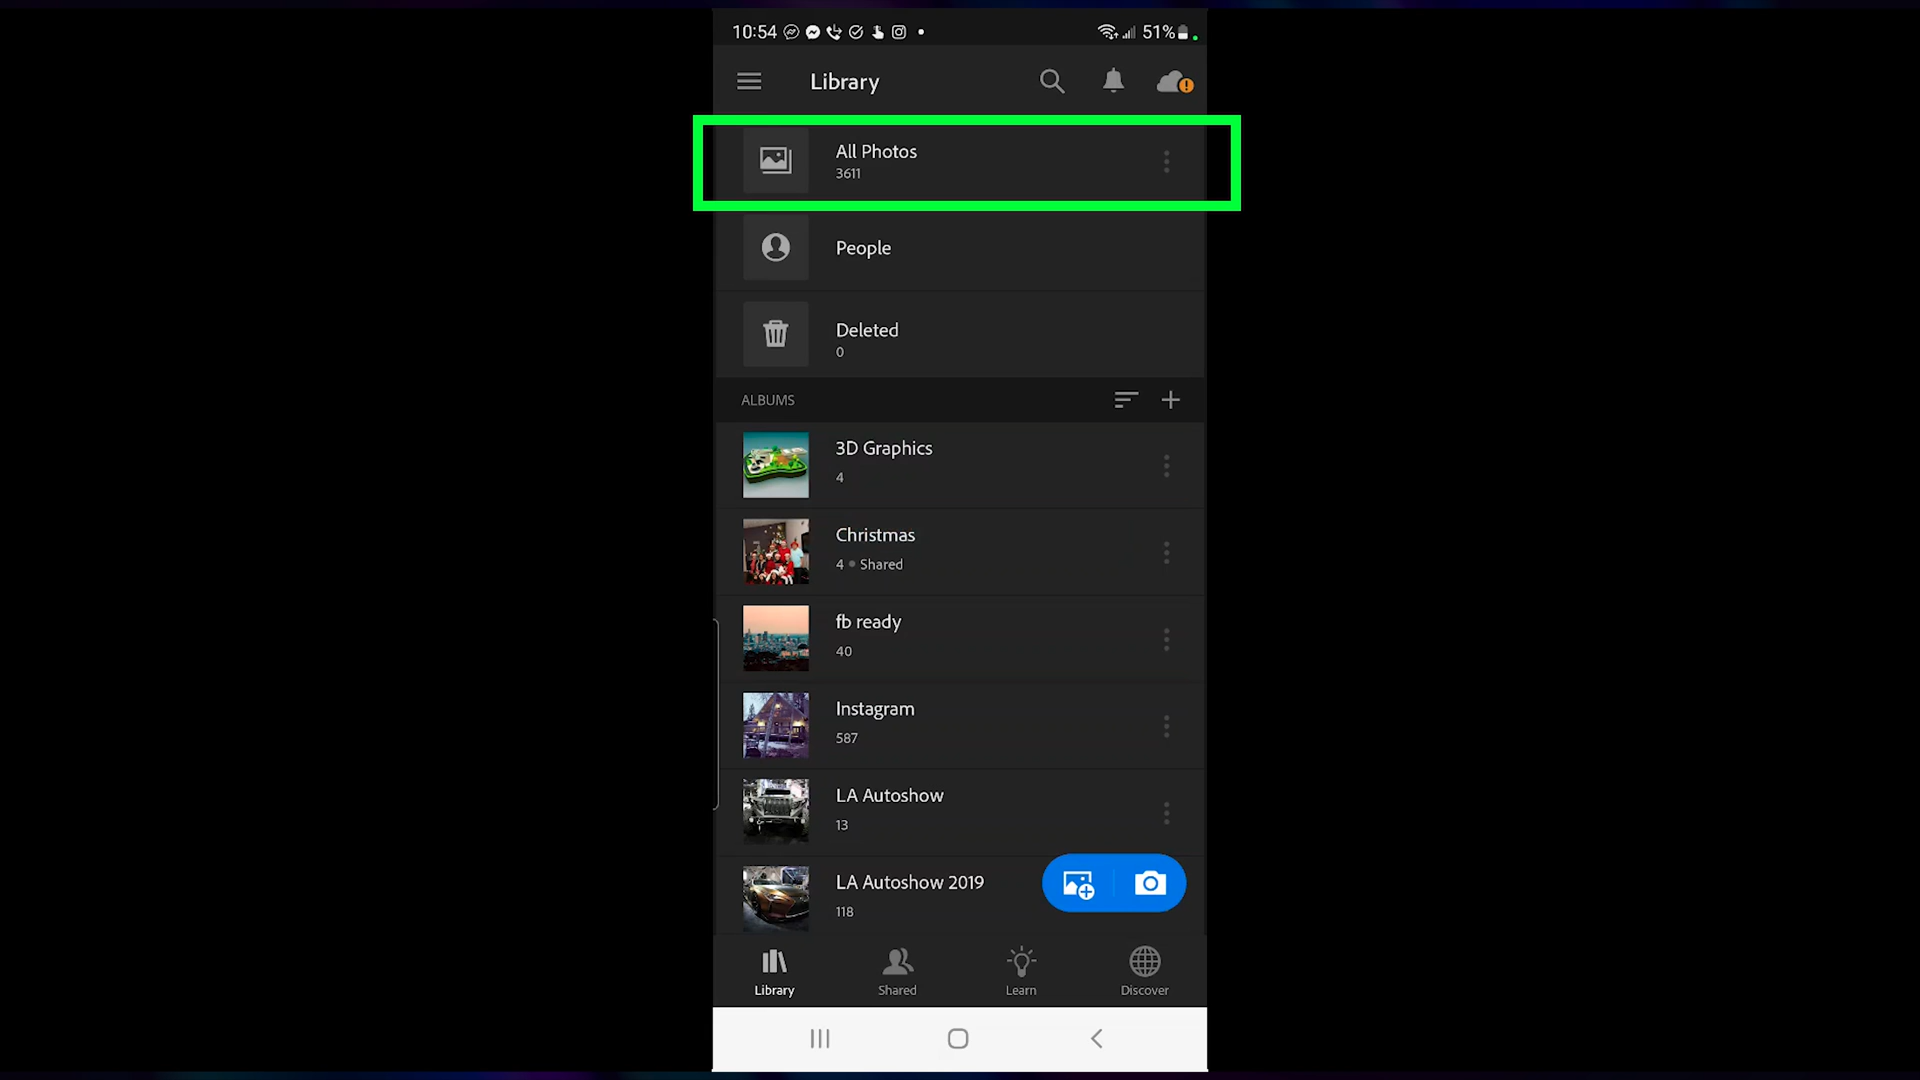 10:54
51%
Library
All Photos
3611
People
Deleted
0
ALBUMS
3D Graphics
4
Christmas
4 • Shared
fb ready
40
Instagram
587
LA Autoshow
13
LA Autoshow 2019
118
Library
Shared
Learn
Discover